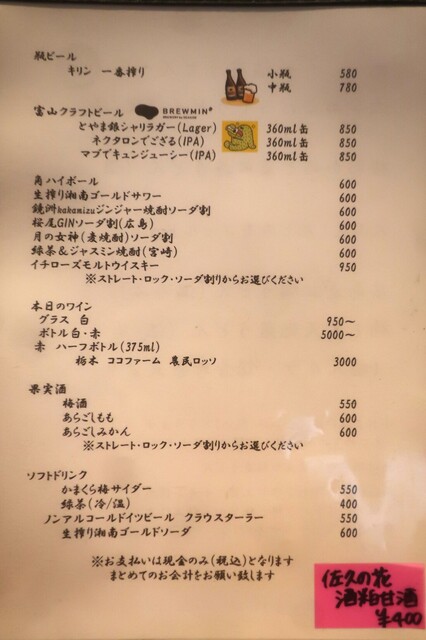 瓶ビール
キリン 一番搾り 小瓶 580
中瓶 780
富山クラフトビール BREWMIN'
とやま銀シャリラガー(Lager) 360ml缶 850
ネクタロンでござる(IPA) 360ml缶 850
マブでキュンジューシー(IPA) 360ml缶 850
角ハイボール 600
生搾り湘南ゴールドサワー 600
鏡洲kakamizuジンジャー焼酎ソーダ割 600
桜尾GINソーダ割(広島) 600
月の女神(麦焼酎)ソーダ割 600
緑茶&ジャスミン焼酎(宮崎) 600
イチローズモルトウイスキー 950
※ストレート・ロック・ソーダ割りからお選びください
本日のワイン
グラス 白 950〜
ボトル白・赤 5000〜
赤 ハーフボトル(375ml)
栃木 ココファーム 農民ロッソ 3000
果実酒
梅酒 550
あらごしもも 600
あらごしみかん 600
※ストレート・ロック・ソーダ割りからお選びください
ソフトドリンク
かまくら梅サイダー 550
緑茶(冷/温) 400
ノンアルコールドイツビール クラウスターラー 550
生搾り湘南ゴールドソーダ 600
※お支払いは現金のみ(税込)となります
まとめてのお会計をお願い致します
佐久の花
酒粕甘酒
¥400